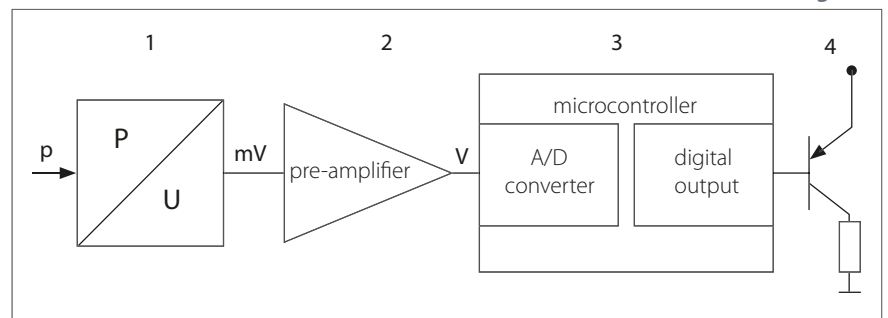 1
2
3
4
p
P
U
mV
pre-amplifier
V
microcontroller
A/D
converter
digital
output